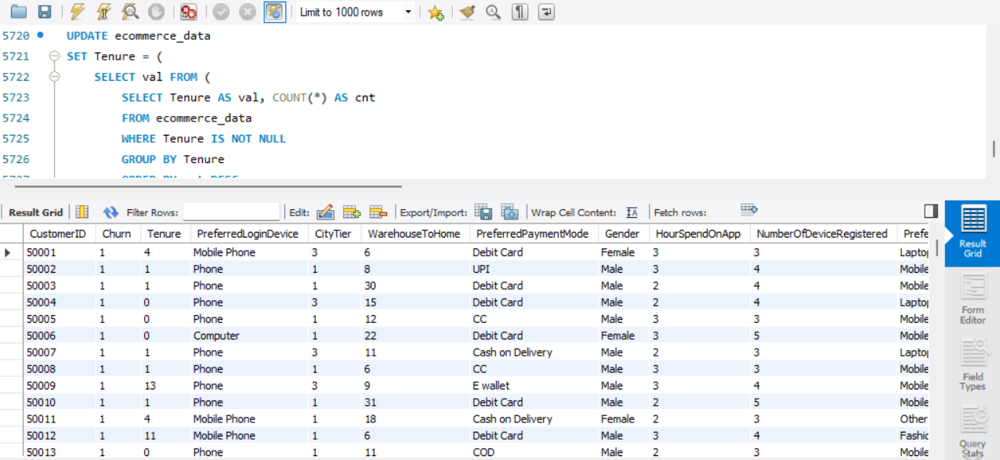 Limit to 1000 rows
5720 UPDATE ecommerce_data
5721 SET Tenure = (
5722 SELECT val FROM (
5723 SELECT Tenure AS val, COUNT(*) AS cnt
5724 FROM ecommerce_data
5725 WHERE Tenure IS NOT NULL
5726 GROUP BY Tenure
Result Grid Filter Rows: Edit: Export/Import: Wrap Cell Content: Fetch rows:
CustomerID Churn Tenure PreferredLoginDevice CityTier WarehouseToHome PreferredPaymentMode Gender HourSpendOnApp NumberOfDeviceRegistered Prefe
50001 1 4 Mobile Phone 3 6 Debit Card Female 3 3 Laptop
50002 1 1 Phone 1 8 UPI Male 3 4 Mobile
50003 1 1 Phone 1 30 Debit Card Male 2 4 Mobile
50004 1 0 Phone 3 15 Debit Card Male 2 4 Laptop
50005 1 0 Phone 1 12 CC Male 3 3 Mobile
50006 1 0 Computer 1 22 Debit Card Female 3 5 Mobile
50007 1 1 Phone 3 11 Cash on Delivery Male 2 3 Laptop
50008 1 1 Phone 1 6 CC Male 3 3 Mobile
50009 1 13 Phone 3 9 E wallet Male 3 4 Mobile
50010 1 1 Phone 1 31 Debit Card Male 2 5 Mobile
50011 1 4 Mobile Phone 1 18 Cash on Delivery Female 2 3 Other
50012 1 11 Mobile Phone 1 6 Debit Card Male 3 4 Fashic
50013 1 0 Phone 1 11 COD Male 2 3 Mobile
Result
Grid
Form
Editor
Field
Types
Query
Stats